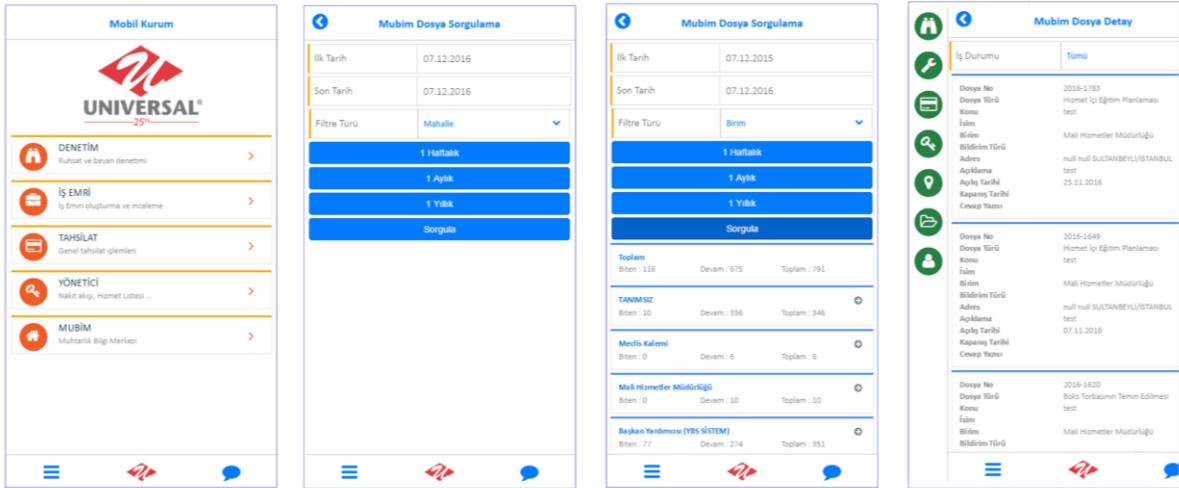 Mobil Kurum
UNIVERSAL®
25YIL
DENETİM
Ruhsat ve beyan denetimi
İŞ EMRİ
İş Emiri oluşturma ve inceleme
TAHSİLAT
Genel tahsilat işlemleri
YÖNETİCİ
Nakit akışı, Hizmet Listesi ...
MUBİM
Muhtarlık Bilgi Merkezi
Mubim Dosya Sorgulama
İlk Tarih 07.12.2016
Son Tarih 07.12.2016
Filtre Türü Mahalle
1 Haftalık
1 Aylık
1 Yıllık
Sorgula
Mubim Dosya Sorgulama
İlk Tarih 07.12.2015
Son Tarih 07.12.2016
Filtre Türü Birim
1 Haftalık
1 Aylık
1 Yıllık
Sorgula
Toplam
Biten : 116 Devam : 675 Toplam : 791
TANIMSIZ
Biten : 10 Devam : 336 Toplam : 346
Meclis Kalemi
Biten : 0 Devam : 6 Toplam : 6
Mali Hizmetler Müdürlüğü
Biten : 0 Devam : 10 Toplam : 10
Başkan Yardımcısı (YBS SİSTEM)
Biten : 77 Devam : 274 Toplam : 351
Mubim Dosya Detay
İş Durumu Tümü
Dosya No 2016-1783
Dosya Türü Hizmet İçi Eğitim Planlaması
Konu test
İsim
Birim Mali Hizmetler Müdürlüğü
Bildirim Türü
Adres null null SULTANBEYLİ/İSTANBUL
Açıklama test
Açılış Tarihi 25.11.2016
Kapanış Tarihi
Cevap Yazısı
Dosya No 2016-1649
Dosya Türü Hizmet İçi Eğitim Planlaması
Konu test
İsim
Birim Mali Hizmetler Müdürlüğü
Bildirim Türü
Adres null null SULTANBEYLİ/İSTANBUL
Açıklama test
Açılış Tarihi 07.11.2016
Kapanış Tarihi
Cevap Yazısı
Dosya No 2016-1620
Dosya Türü Boks Torbasının Temin Edilmesi
Konu test
İsim
Birim Mali Hizmetler Müdürlüğü
Bildirim Türü